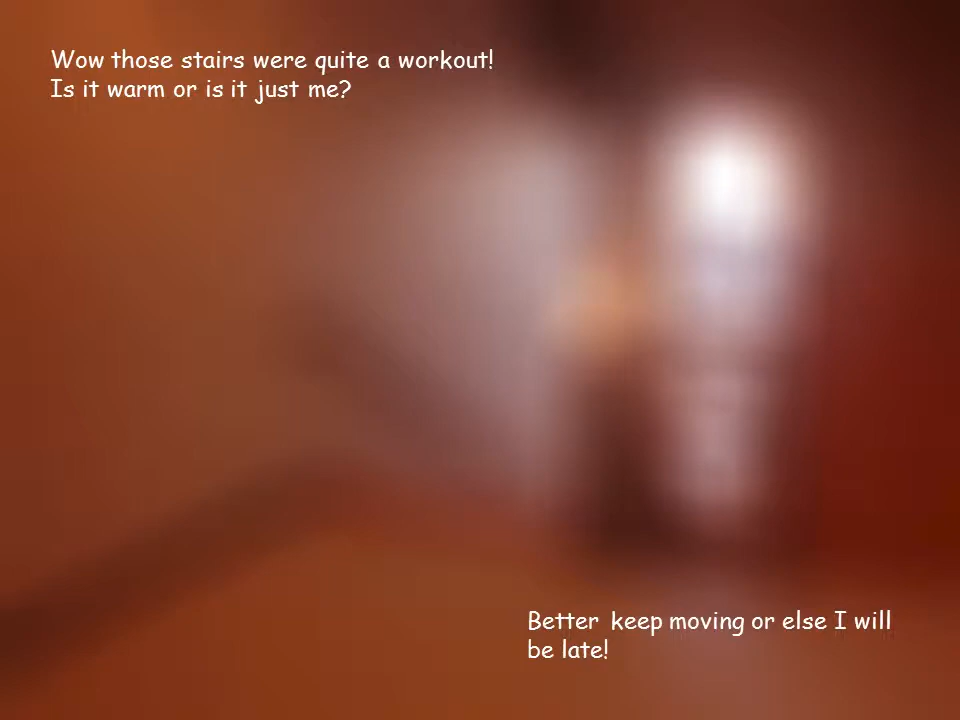 Wow those stairs were quite a workout!
Is it warm or is it just me?
Better keep moving or else I will
be late!